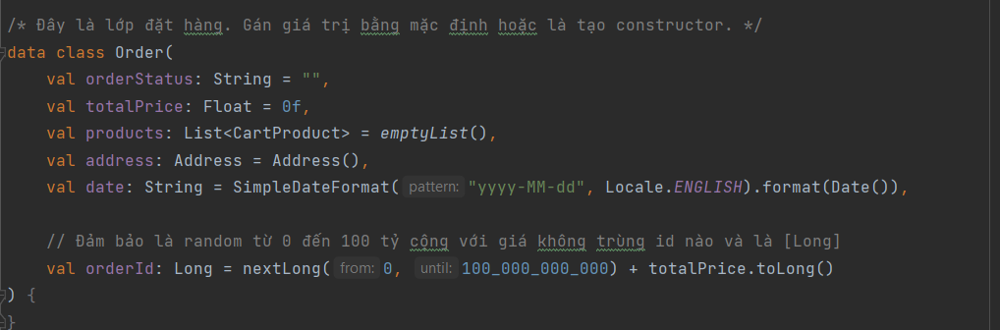 /* Đây là lớp đặt hàng. Gán giá trị bằng mặc định hoặc là tạo constructor. */
data class Order(
    val orderStatus: String = "",
    val totalPrice: Float = 0f,
    val products: List<CartProduct> = emptyList(),
    val address: Address = Address(),
    val date: String = SimpleDateFormat( pattern: "yyyy-MM-dd", Locale.ENGLISH).format(Date()),
    // Đảm bảo là random từ 0 đến 100 tỷ cộng với giá không trùng id nào và là [Long]
    val orderId: Long = nextLong( from: 0, until: 100_000_000_000) + totalPrice.toLong()
) {
}